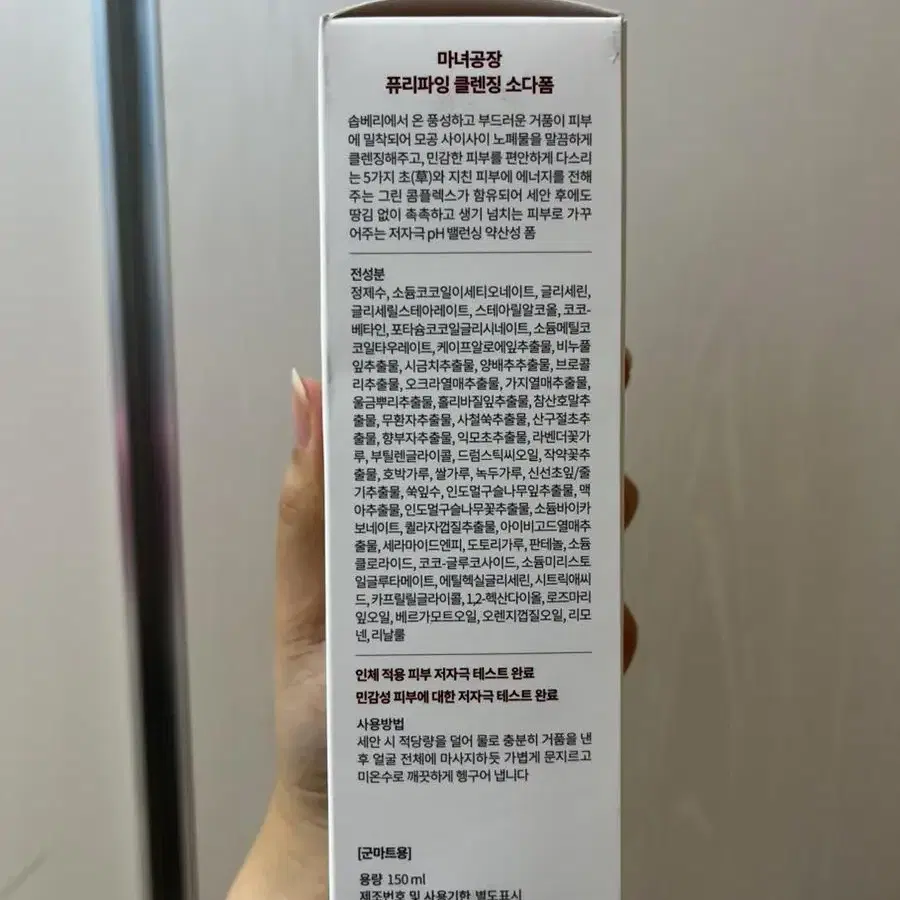 마녀공장
퓨리파잉 클렌징 소다폼
솝베리에서 온 풍성하고 부드러운 거품이 피부
에 밀착되어 모공 사이사이 노폐물을 말끔하게
클렌징해주고, 민감한 피부를 편안하게 다스리
는 5가지 초(草)와 지친 피부에 에너지를 전해
주는 그린 콤플렉스가 함유되어 세안 후에도
땅김 없이 촉촉하고 생기 넘치는 피부로 가꾸
어주는 저자극 pH 밸런싱 약산성 폼
전성분
정제수, 소듐코코일이세티오네이트, 글리세린,
글리세릴스테아레이트, 스테아릴알코올, 코코-
베타인, 포타슘코코일글리시네이트, 소듐메틸코
코일타우레이트, 케이프알로에잎추출물, 비누풀
잎추출물, 시금치추출물, 양배추추출물, 브로콜
리추출물, 오크라열매추출물, 가지열매추출물,
울금뿌리추출물, 홀리바질잎추출물, 참산호말추
출물, 무환자추출물, 사철쑥추출물, 산구절초추
출물, 향부자추출물, 익모초추출물, 라벤더꽃가
루, 부틸렌글라이콜, 드럼스틱씨오일, 작약꽃추
출물, 호박가루, 쌀가루, 녹두가루, 신선초잎/줄
기추출물, 쑥잎수, 인도멀구슬나무잎추출물, 맥
아추출물, 인도멀구슬나무꽃추출물, 소듐바이카
보네이트, 퀼라자껍질추출물, 아이비고드열매추
출물, 세라마이드엔피, 도토리가루, 판테놀, 소듐
클로라이드, 코코-글루코사이드, 소듐미리스토
일글루타메이트, 에틸헥실글리세린, 시트릭애씨
드, 카프릴릴글라이콜, 1,2-헥산다이올, 로즈마리
잎오일, 베르가모트오일, 오렌지껍질오일, 리모
넨, 리날룰
인체 적용 피부 저자극 테스트 완료
민감성 피부에 대한 저자극 테스트 완료
사용방법
세안 시 적당량을 덜어 물로 충분히 거품을 낸
후 얼굴 전체에 마사지하듯 가볍게 문지르고
미온수로 깨끗하게 헹구어 냅니다
[군마트용]
용량 150 ml
제조번호 및 사용기한 별도표시